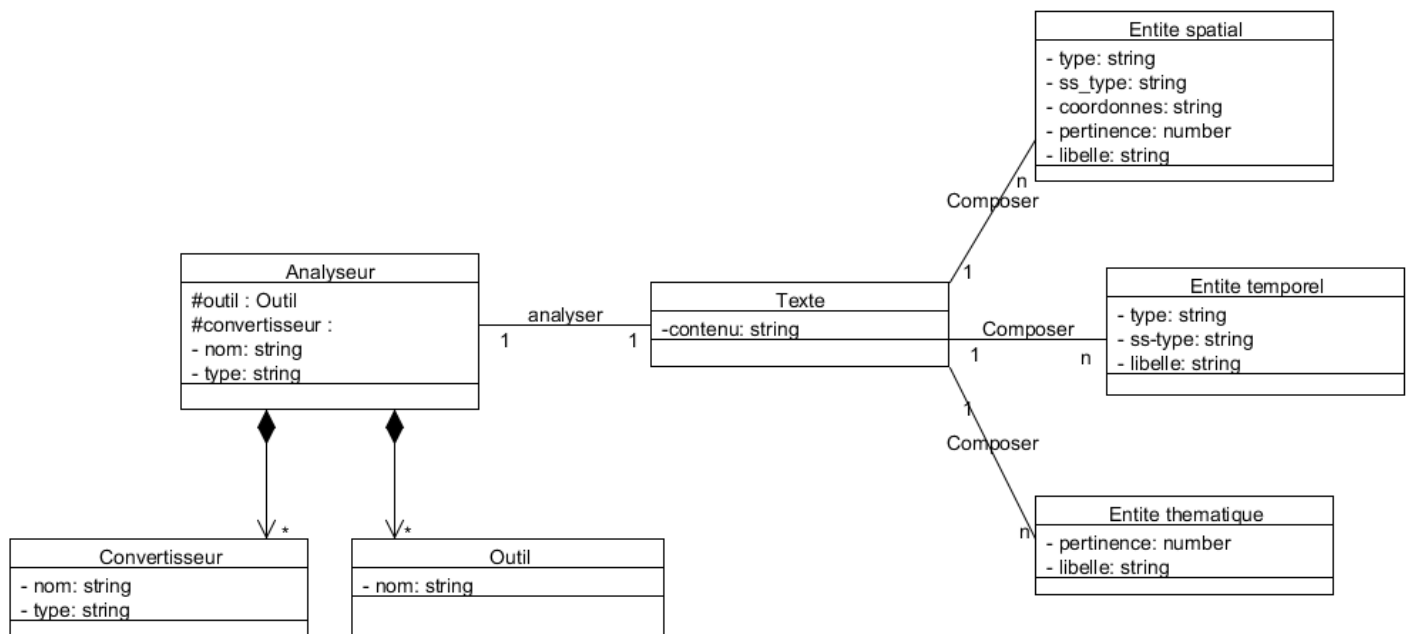 Entite spatial
- type: string
- ss_type: string
- coordonnes: string
- pertinence: number
- libelle: string
n
Composer
1
Analyseur
#outil : Outil
#convertisseur :
- nom: string
- type: string
analyser
1
1
Texte
-contenu: string
Composer
1
n
Entite temporel
- type: string
- ss-type: string
- libelle: string
1
Composer
n
Entite thematique
- pertinence: number
- libelle: string
*
*
Convertisseur
- nom: string
- type: string
Outil
- nom: string